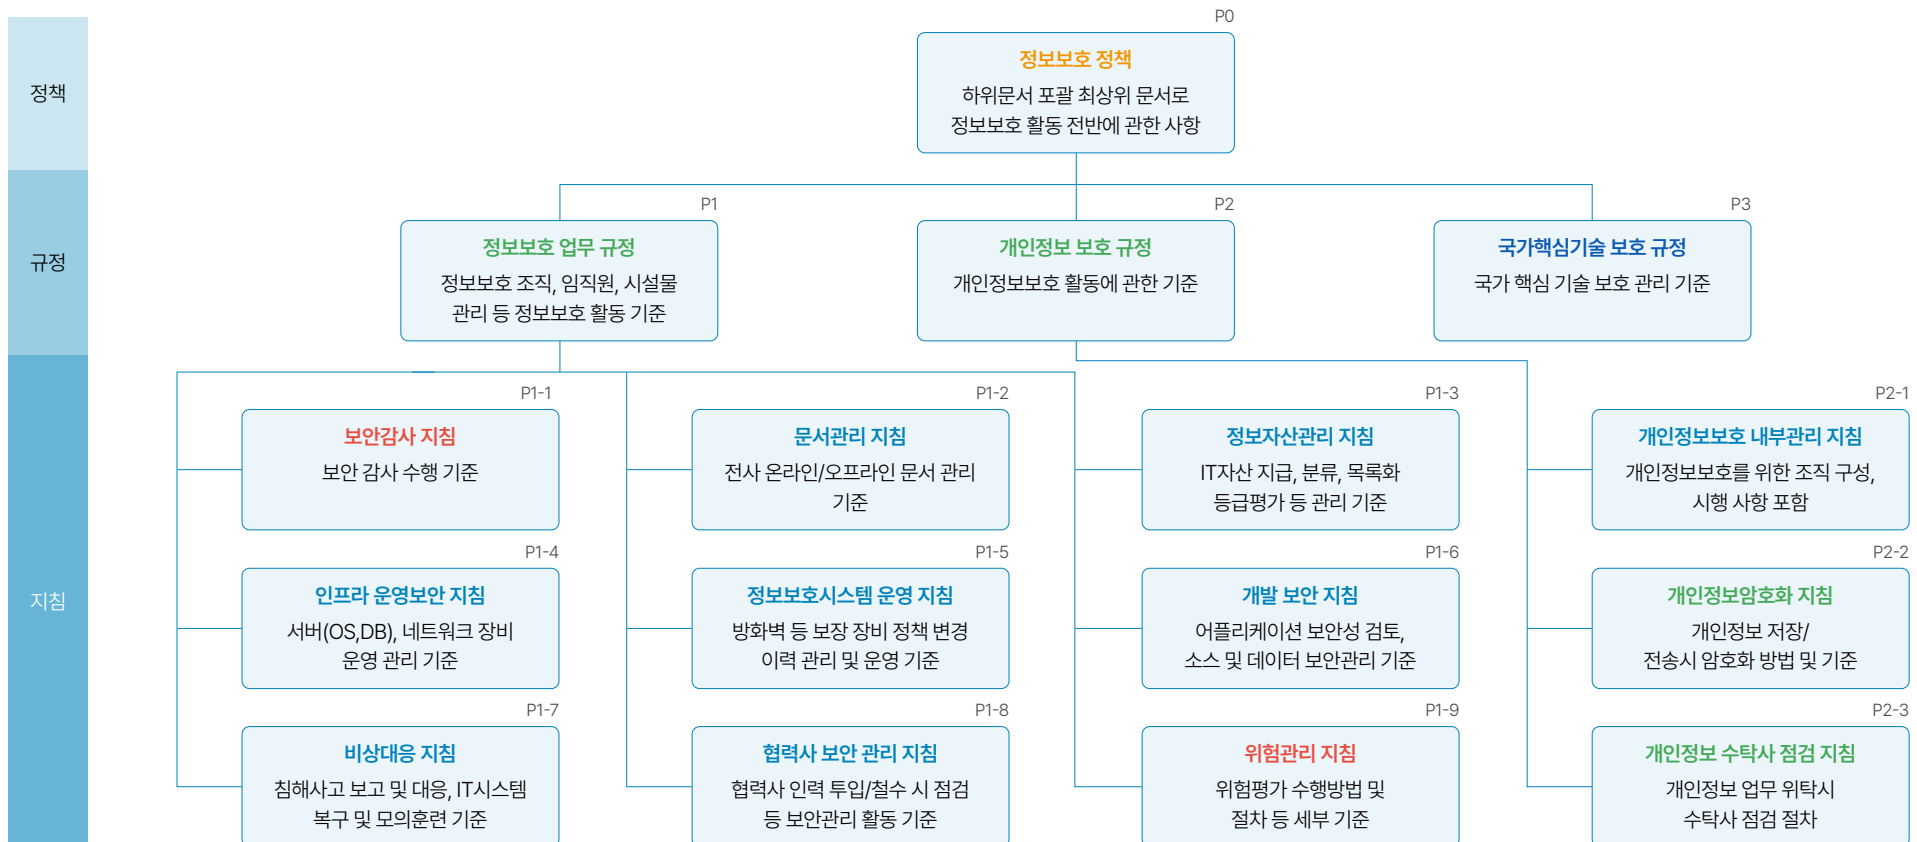 정책
P0
정보보호 정책
하위문서 포괄 최상위 문서로
정보보호 활동 전반에 관한 사항
규정
P1
정보보호 업무 규정
정보보호 조직, 임직원, 시설물
관리 등 정보보호 활동 기준
P2
개인정보 보호 규정
개인정보보호 활동에 관한 기준
P3
국가핵심기술 보호 규정
국가 핵심 기술 보호 관리 기준
지침
P1-1
보안감사 지침
보안 감사 수행 기준
P1-2
문서관리 지침
전사 온라인/오프라인 문서 관리
기준
P1-3
정보자산관리 지침
IT자산 지급, 분류, 목록화
등급평가 등 관리 기준
P2-1
개인정보보호 내부관리 지침
개인정보보호를 위한 조직 구성,
시행 사항 포함
P1-4
인프라 운영보안 지침
서버(OS,DB), 네트워크 장비
운영 관리 기준
P1-5
정보보호시스템 운영 지침
방화벽 등 보장 장비 정책 변경
이력 관리 및 운영 기준
P1-6
개발 보안 지침
어플리케이션 보안성 검토,
소스 및 데이터 보안관리 기준
P2-2
개인정보암호화 지침
개인정보 저장/
전송시 암호화 방법 및 기준
P1-7
비상대응 지침
침해사고 보고 및 대응, IT시스템
복구 및 모의훈련 기준
P1-8
협력사 보안 관리 지침
협력사 인력 투입/철수 시 점검
등 보안관리 활동 기준
P1-9
위험관리 지침
위험평가 수행방법 및
절차 등 세부 기준
P2-3
개인정보 수탁사 점검 지침
개인정보 업무 위탁시
수탁사 점검 절차